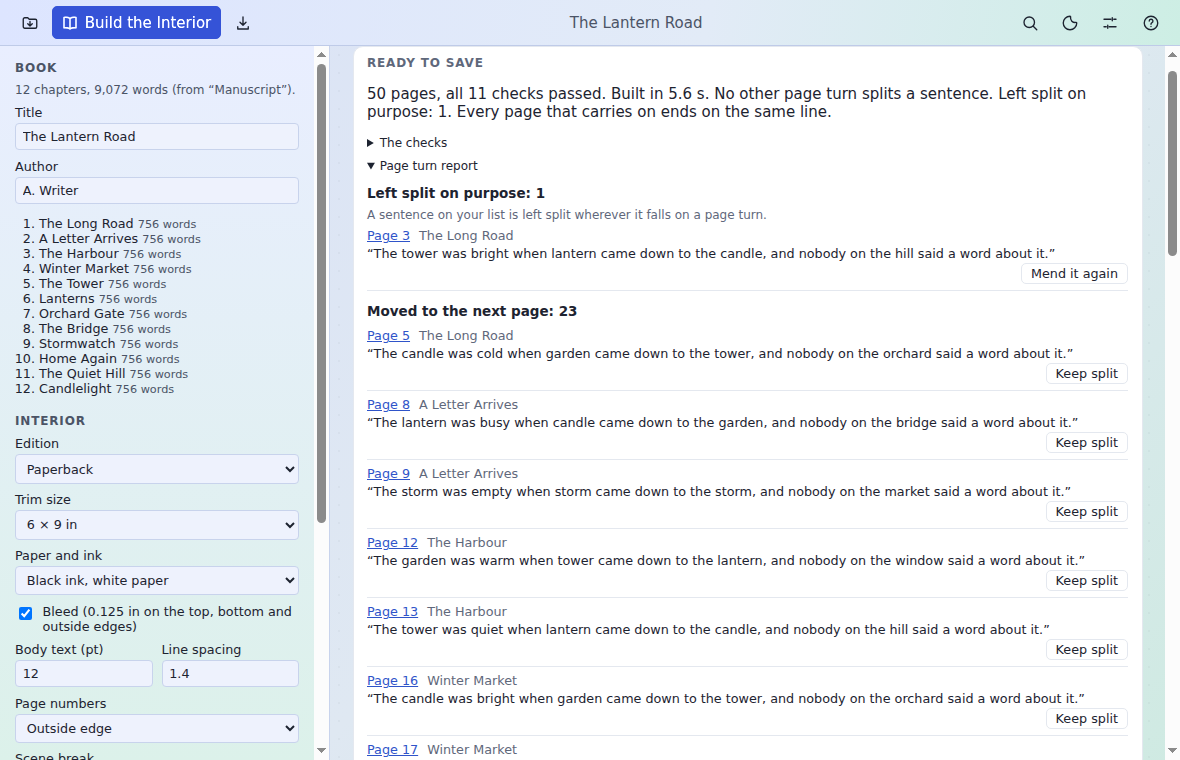 Build the Interior
The Lantern Road
BOOK
12 chapters, 9,072 words (from “Manuscript”).
Title
The Lantern Road
Author
A. Writer
1. The Long Road 756 words
2. A Letter Arrives 756 words
3. The Harbour 756 words
4. Winter Market 756 words
5. The Tower 756 words
6. Lanterns 756 words
7. Orchard Gate 756 words
8. The Bridge 756 words
9. Stormwatch 756 words
10. Home Again 756 words
11. The Quiet Hill 756 words
12. Candlelight 756 words
INTERIOR
Edition
Paperback
Trim size
6 × 9 in
Paper and ink
Black ink, white paper
Bleed (0.125 in on the top, bottom and
outside edges)
Body text (pt) Line spacing
12 1.4
Page numbers
Outside edge
Scene break
READY TO SAVE
50 pages, all 11 checks passed. Built in 5.6 s. No other page turn splits a sentence. Left split on
purpose: 1. Every page that carries on ends on the same line.
The checks
Page turn report
Left split on purpose: 1
A sentence on your list is left split wherever it falls on a page turn.
Page 3 The Long Road
“The tower was bright when lantern came down to the candle, and nobody on the hill said a word about it.”
Mend it again
Moved to the next page: 23
Page 5 The Long Road
“The candle was cold when garden came down to the tower, and nobody on the orchard said a word about it.”
Keep split
Page 8 A Letter Arrives
“The lantern was busy when candle came down to the garden, and nobody on the bridge said a word about it.”
Keep split
Page 9 A Letter Arrives
“The storm was empty when storm came down to the storm, and nobody on the market said a word about it.”
Keep split
Page 12 The Harbour
“The garden was warm when tower came down to the lantern, and nobody on the window said a word about it.”
Keep split
Page 13 The Harbour
“The tower was quiet when lantern came down to the candle, and nobody on the hill said a word about it.”
Keep split
Page 16 Winter Market
“The candle was bright when garden came down to the tower, and nobody on the orchard said a word about it.”
Keep split
Page 17 Winter Market